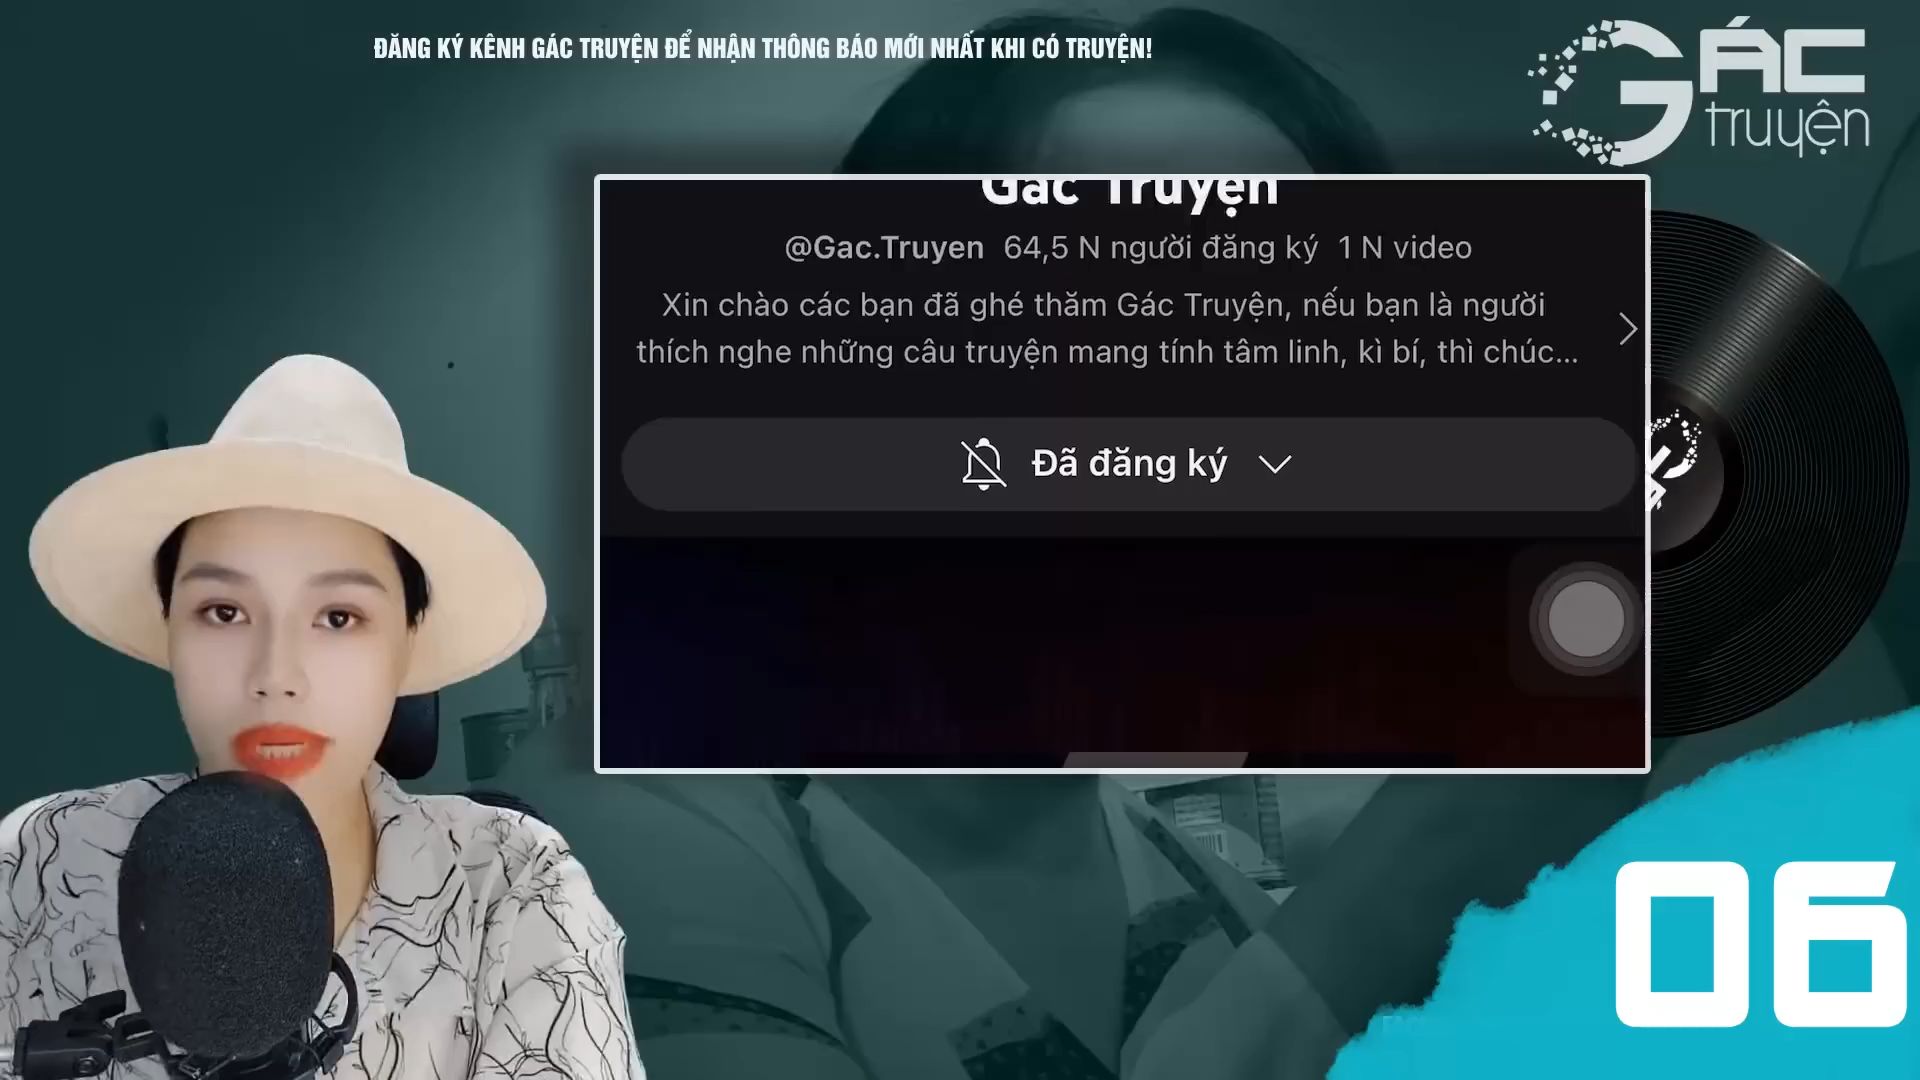 ĐĂNG KÝ KÊNH GÁC TRUYỆN ĐỂ NHẬN THÔNG BÁO MỚI NHẤT KHI CÓ TRUYỆN!
GÁC
truyện
Gác Truyện
@Gac.Truyen 64,5 N người đăng ký 1 N video
Xin chào các bạn đã ghé thăm Gác Truyện, nếu bạn là người
thích nghe những câu truyện mang tính tâm linh, kì bí, thì chúc...
Đã đăng ký
06